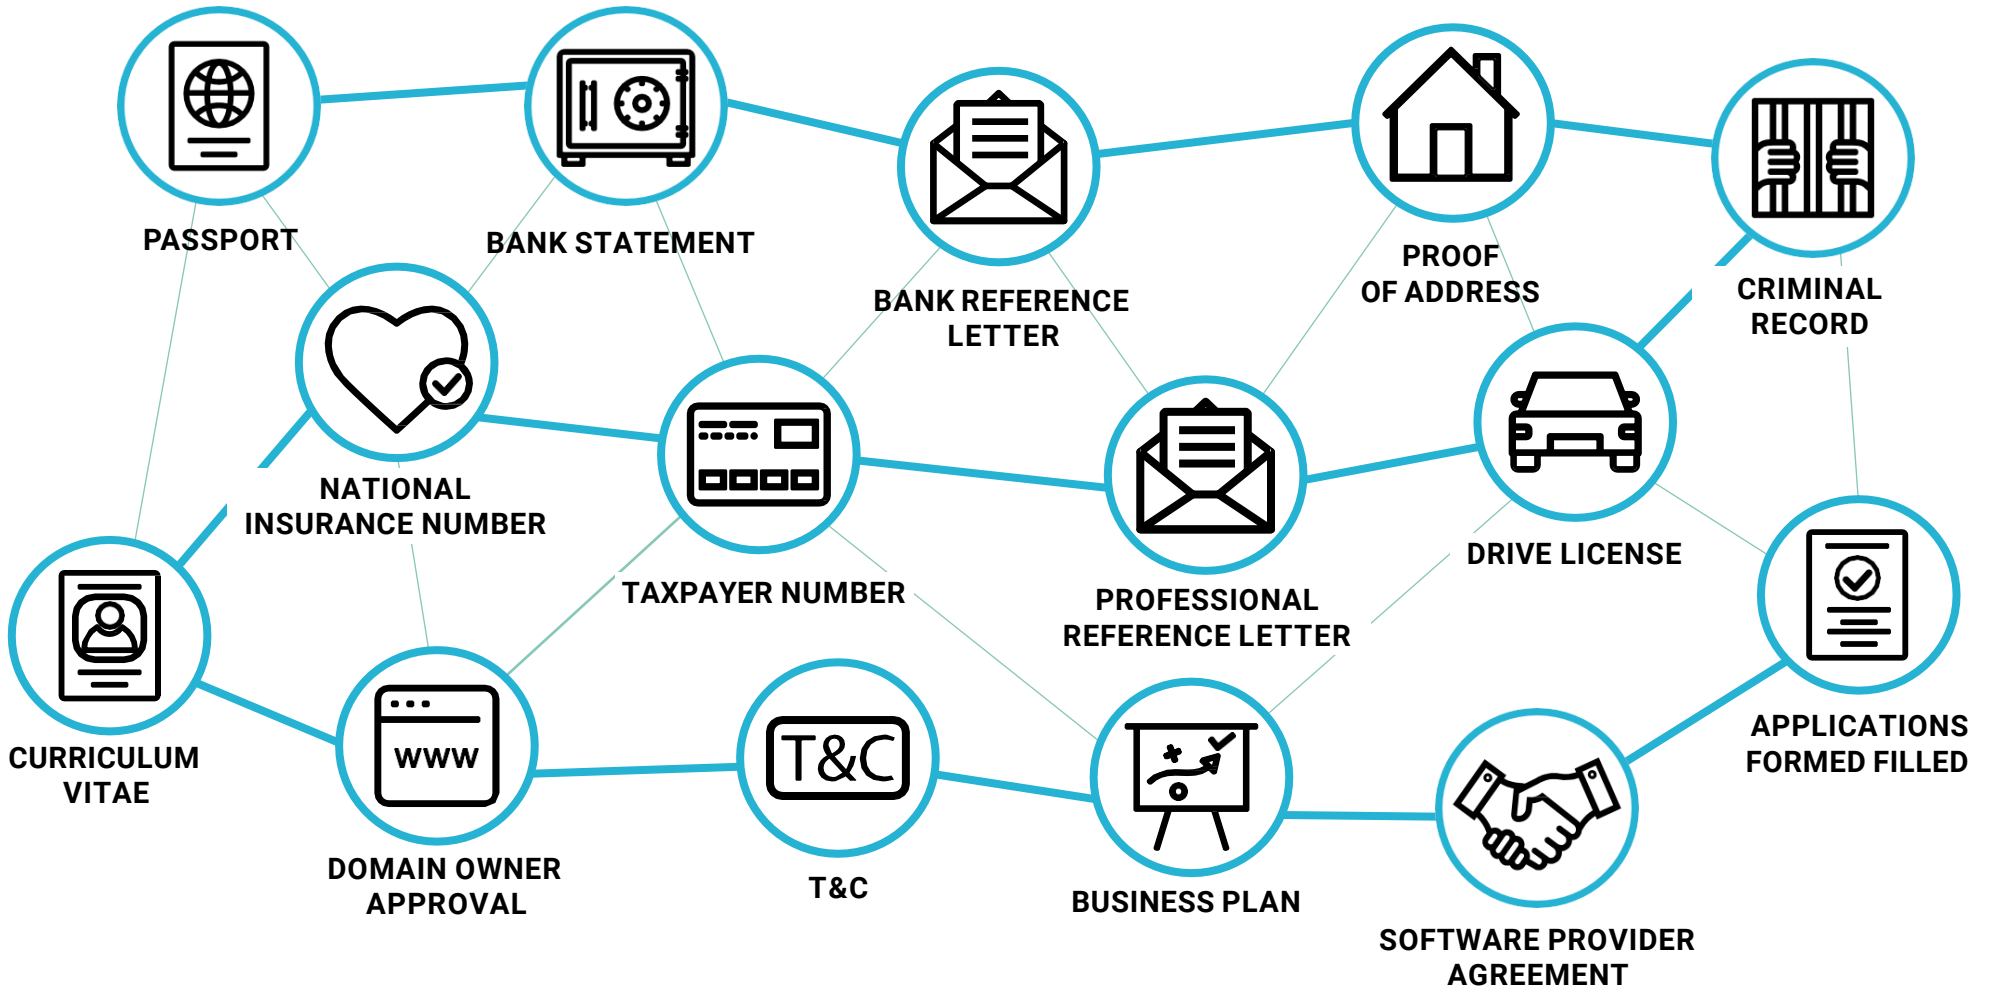 PASSPORT
BANK STATEMENT
BANK REFERENCE
LETTER
PROOF
OF ADDRESS
CRIMINAL
RECORD
NATIONAL
INSURANCE NUMBER
TAXPAYER NUMBER
PROFESSIONAL
REFERENCE LETTER
DRIVE LICENSE
APPLICATIONS
FORMED FILLED
CURRICULUM
VITAE
www
DOMAIN OWNER
APPROVAL
T&C
T&C
BUSINESS PLAN
SOFTWARE PROVIDER
AGREEMENT